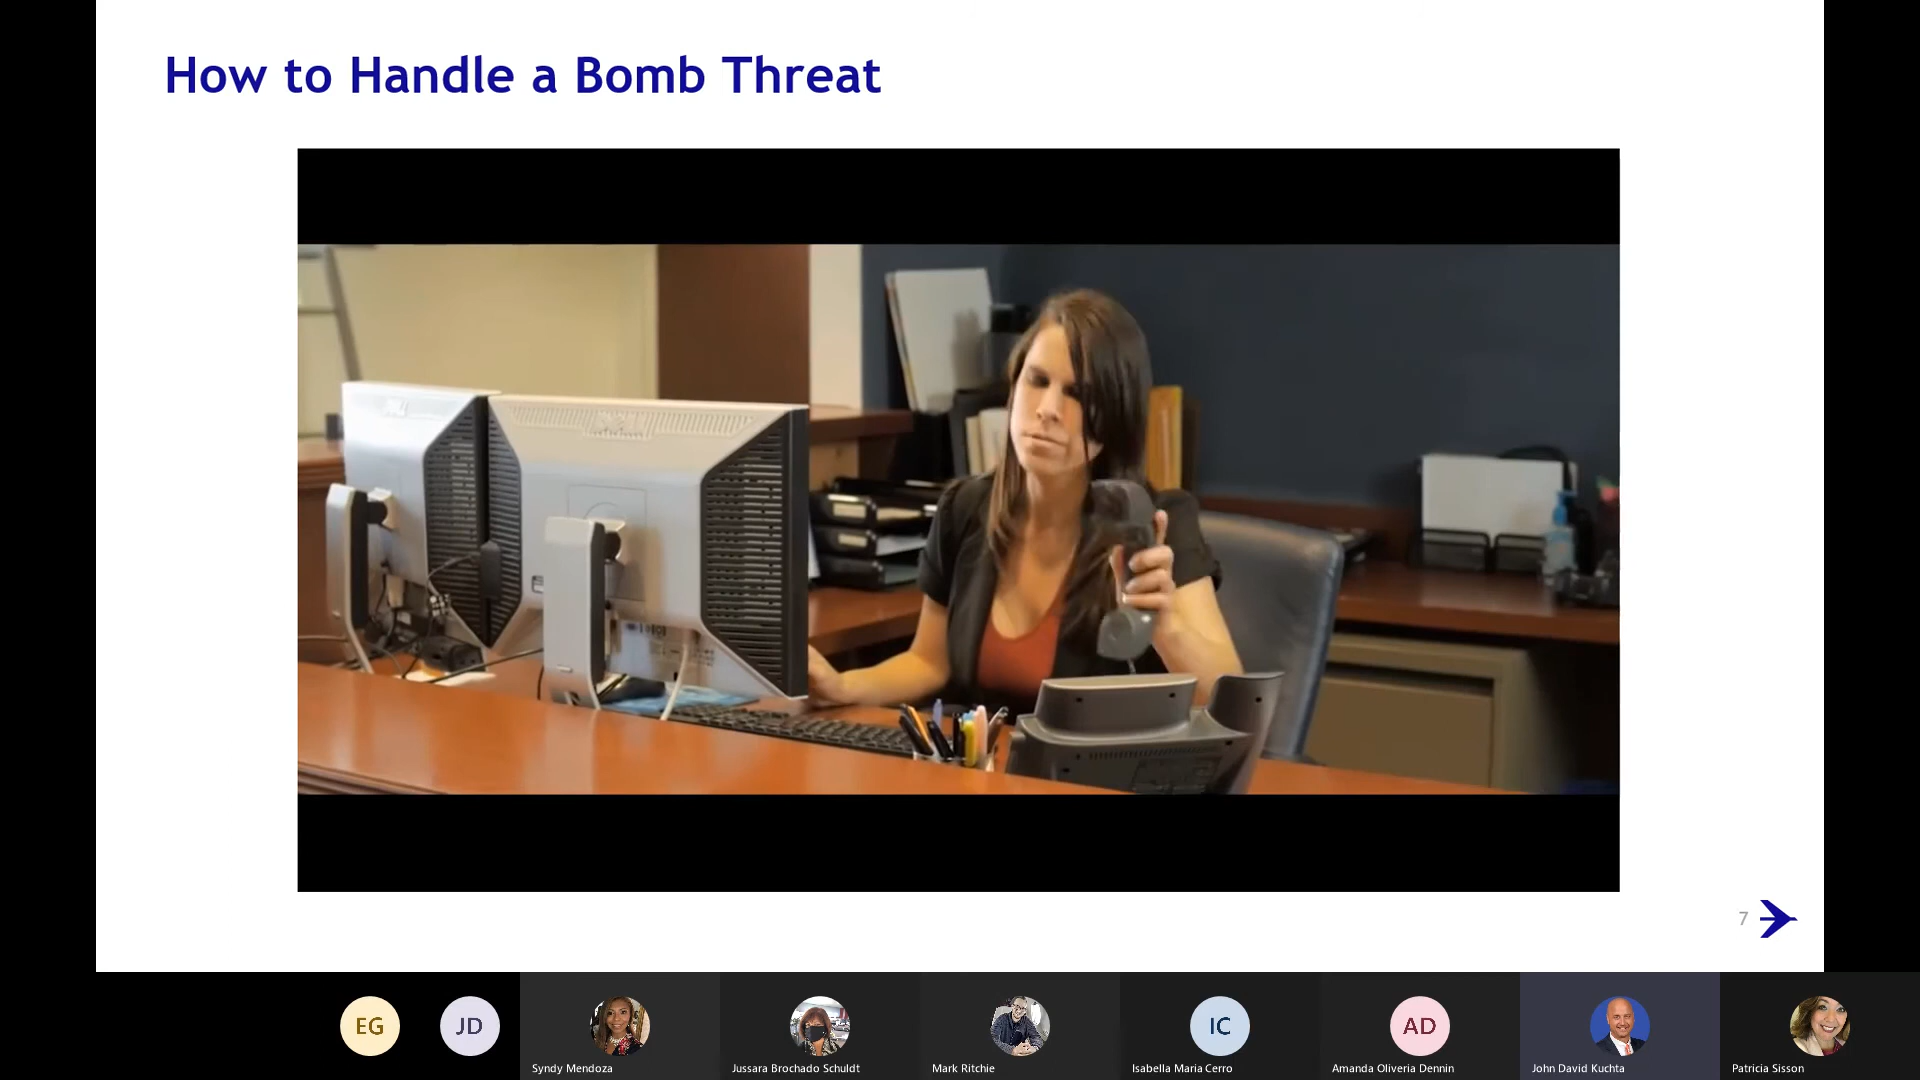 How to Handle a Bomb Threat
7
EG
JD
IC
AD
Syndy Mendoza
Jussara Brochado Schuldt
Mark Ritchie
Isabella Maria Cerro
Amanda Oliveria Dennin
John David Kuchta
Patricia Sisson